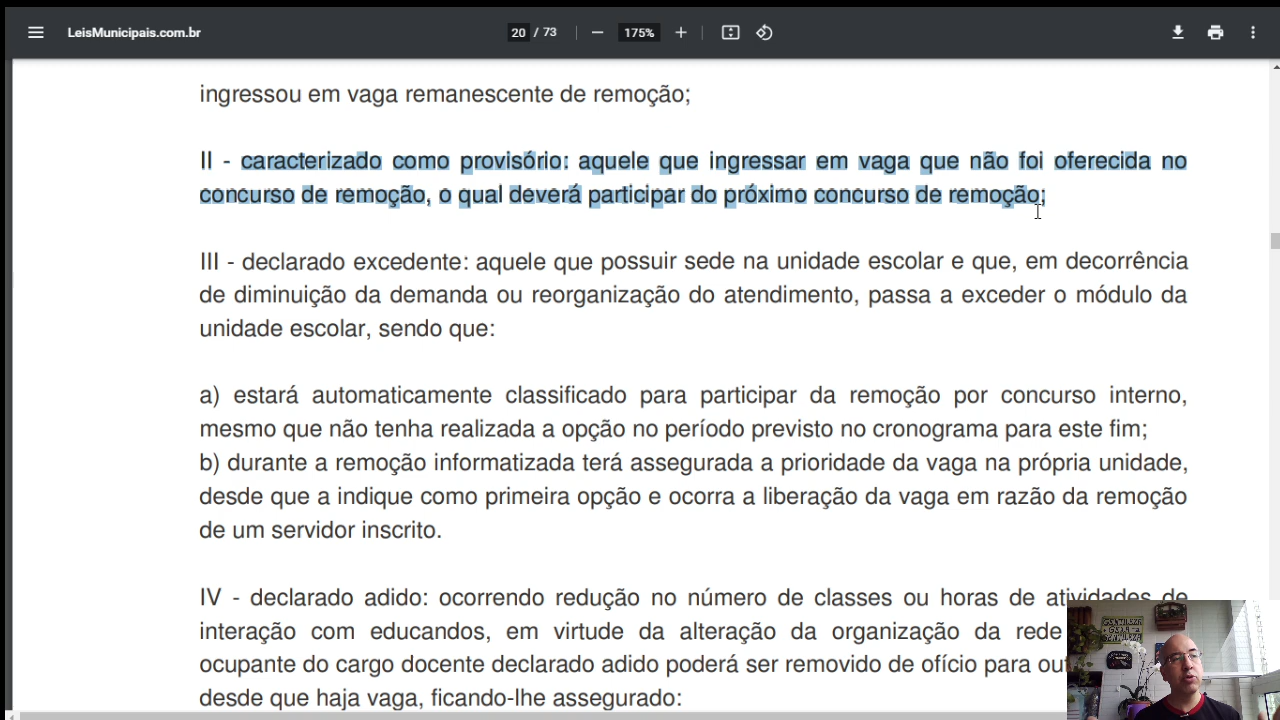 LeisMunicipais.com.br
20 / 73
175%
ingressou em vaga remanescente de remoção;
II - caracterizado como provisório: aquele que ingressar em vaga que não foi oferecida no
concurso de remoção, o qual deverá participar do próximo concurso de remoção;
III - declarado excedente: aquele que possuir sede na unidade escolar e que, em decorrência
de diminuição da demanda ou reorganização do atendimento, passa a exceder o módulo da
unidade escolar, sendo que:
a) estará automaticamente classificado para participar da remoção por concurso interno,
mesmo que não tenha realizada a opção no período previsto no cronograma para este fim;
b) durante a remoção informatizada terá assegurada a prioridade da vaga na própria unidade,
desde que a indique como primeira opção e ocorra a liberação da vaga em razão da remoção
de um servidor inscrito.
IV - declarado adido: ocorrendo redução no número de classes ou horas de atividades de
interação com educandos, em virtude da alteração da organização da rede
ocupante do cargo docente declarado adido poderá ser removido de ofício para
desde que haja vaga, ficando-lhe assegurado: